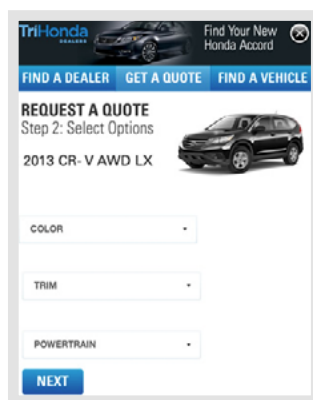 TriHonda
DEALERS
Find Your New
Honda Accord
FIND A DEALER GET A QUOTE FIND A VEHICLE
REQUEST A QUOTE
Step 2: Select Options
2013 CR- V AWD LX
COLOR
TRIM
POWERTRAIN
NEXT